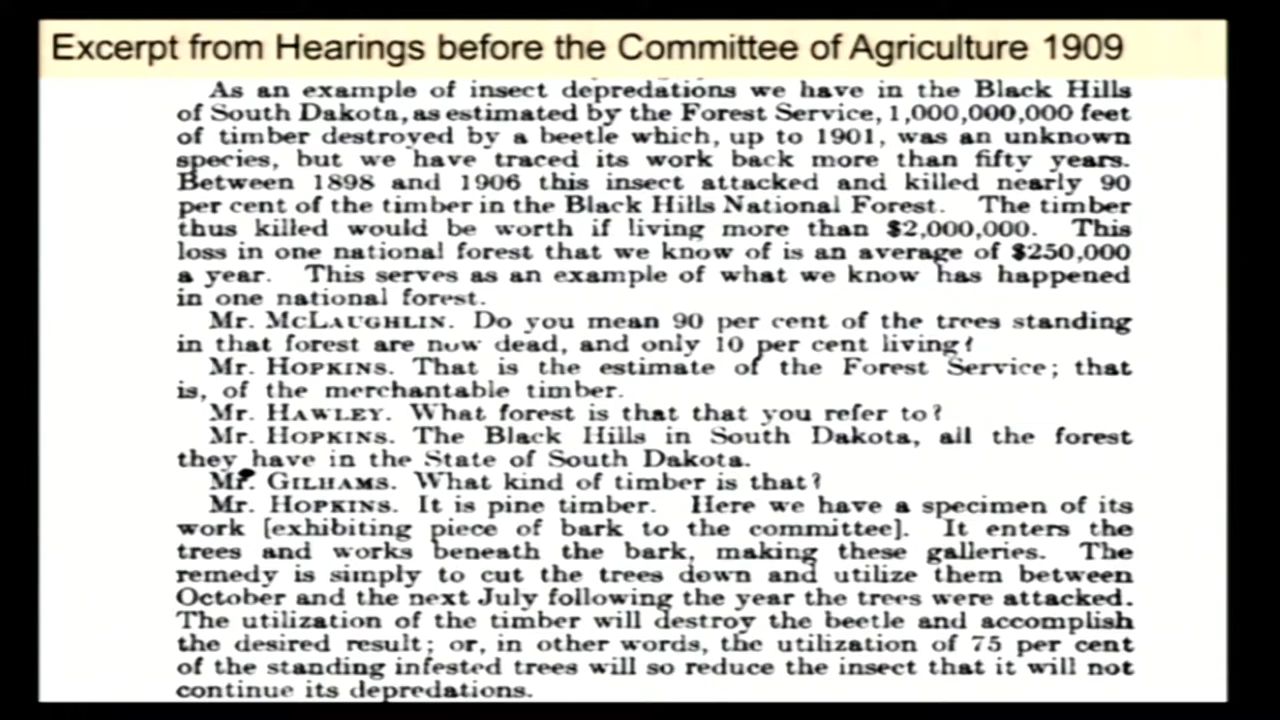 Excerpt from Hearings before the Committee of Agriculture 1909
As an example of insect depredations we have in the Black Hills
of South Dakota, as estimated by the Forest Service, 1,000,000,000 feet
of timber destroyed by a beetle which, up to 1901, was an unknown
species, but we have traced its work back more than fifty years.
Between 1898 and 1906 this insect attacked and killed nearly 90
per cent of the timber in the Black Hills National Forest. The timber
thus killed would be worth if living more than $2,000,000. This
loss in one national forest that we know of is an average of $250,000
a year. This serves as an example of what we know has happened
in one national forest.
Mr. McLAUGHLIN. Do you mean 90 per cent of the trees standing
in that forest are now dead, and only 10 per cent living?
Mr. HOPKINS. That is the estimate of the Forest Service; that
is, of the merchantable timber.
Mr. HAWLEY. What forest is that that you refer to?
Mr. HOPKINS. The Black Hills in South Dakota, all the forest
they have in the State of South Dakota.
Mr. GILHAMS. What kind of timber is that?
Mr. HOPKINS. It is pine timber. Here we have a specimen of its
work [exhibiting piece of bark to the committee]. It enters the
trees and works beneath the bark, making these galleries. The
remedy is simply to cut the trees down and utilize them between
October and the next July following the year the trees were attacked.
The utilization of the timber will destroy the beetle and accomplish
the desired result; or, in other words, the utilization of 75 per cent
of the standing infested trees will so reduce the insect that it will not
continue its depredations.